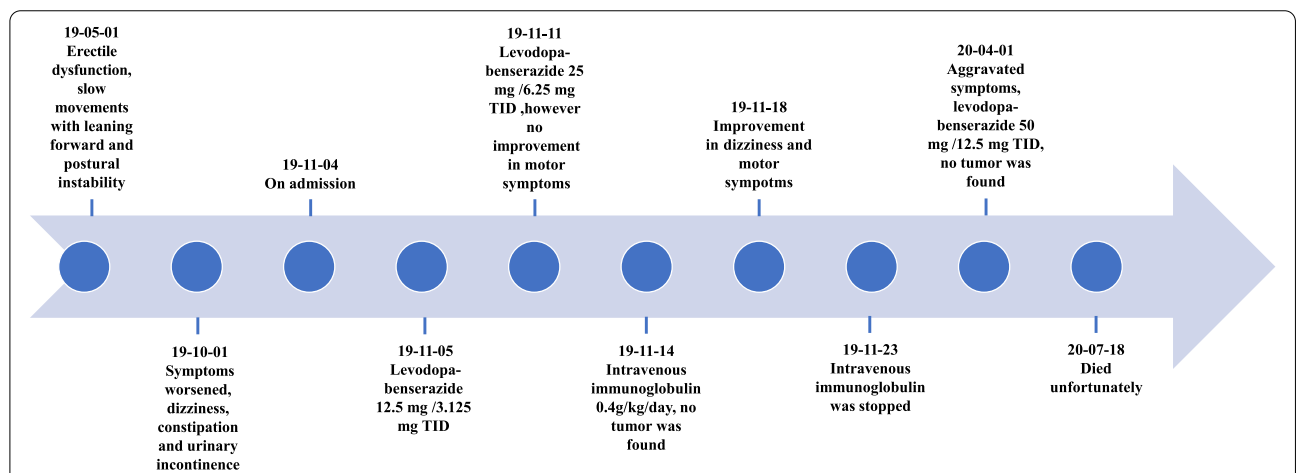 19-05-01
Erectile
dysfunction,
slow
movements
with leaning
forward and
postural
instability
19-10-01
Symptoms
worsened,
dizziness,
constipation
and urinary
incontinence
19-11-04
On admission
19-11-05
Levodopa-
benserazide
12.5 mg /3.125
mg TID
19-11-11
Levodopa-
benserazide 25
mg /6.25 mg
TID ,however
no
improvement
in motor
symptoms
19-11-14
Intravenous
immunoglobulin
0.4g/kg/day, no
tumor was
found
19-11-18
Improvement
in dizziness and
motor
sympotms
19-11-23
Intravenous
immunoglobulin
was stopped
20-04-01
Aggravated
symptoms,
levodopa-
benserazide 50
mg /12.5 mg TID,
no tumor was
found
20-07-18
Died
unfortunately